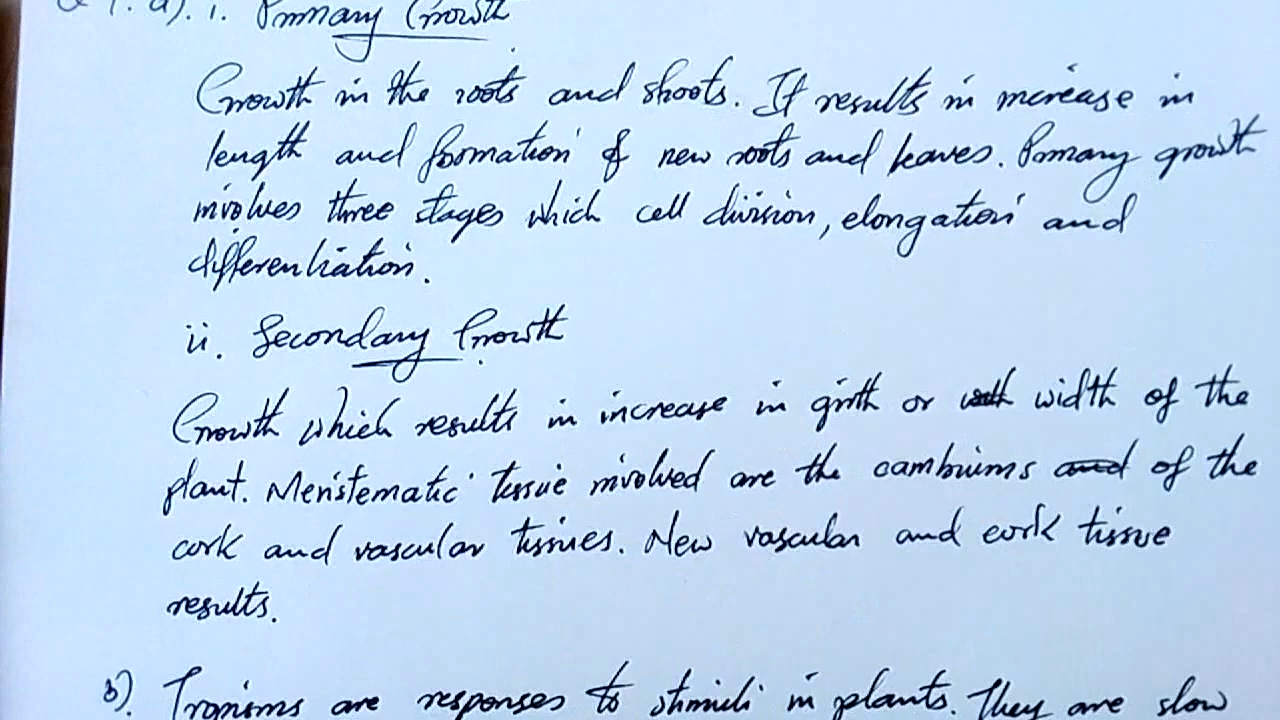 Q 1. a). i. Primary Growth
Growth in the roots and shoots. It results in increase in
length and formation of new roots and leaves. Primary growth
involves three stages which cell division, elongation and
differentiation.
ii. Secondary Growth
Growth which results in increase in girth or width of the
plant. Meristematic tissue involved are the cambiums and of the
cork and vascular tissues. New vascular and cork tissue
results.
b). Tropisms are responses to stimuli in plants. They are slow